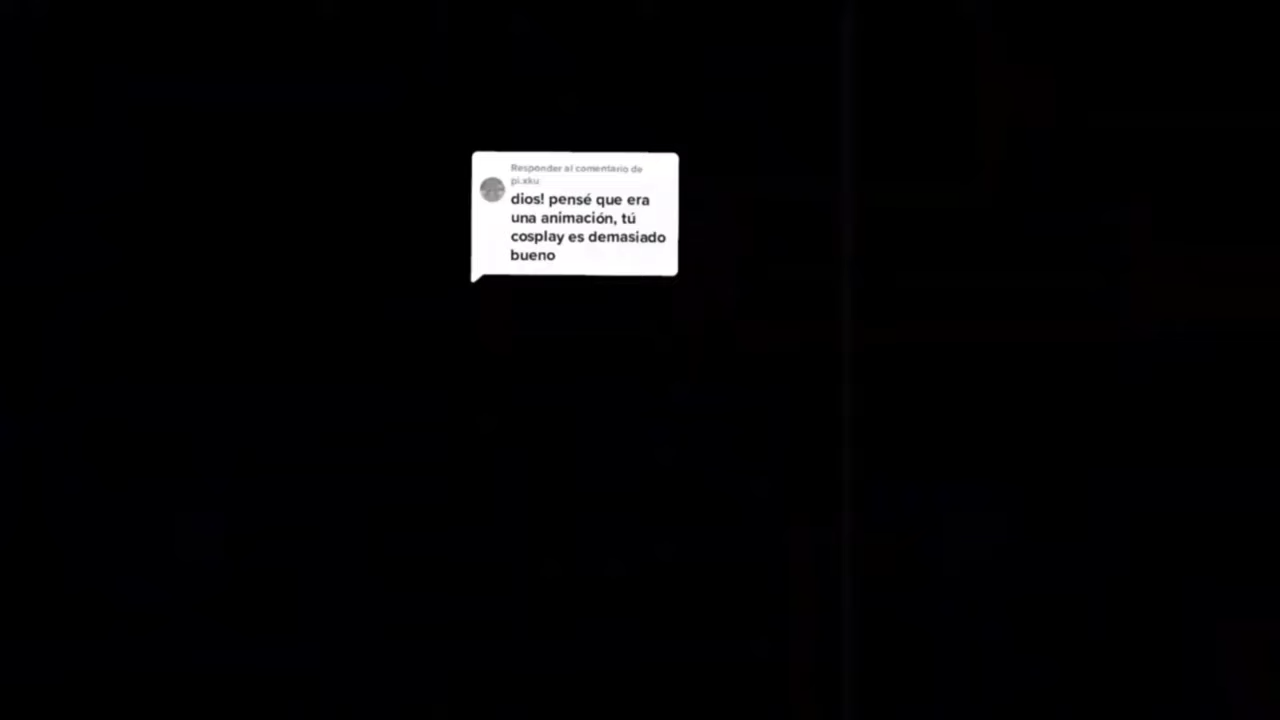 Responder al comentario de
pi.xku
dios! pensé que era
una animación, tú
cosplay es demasiado
bueno